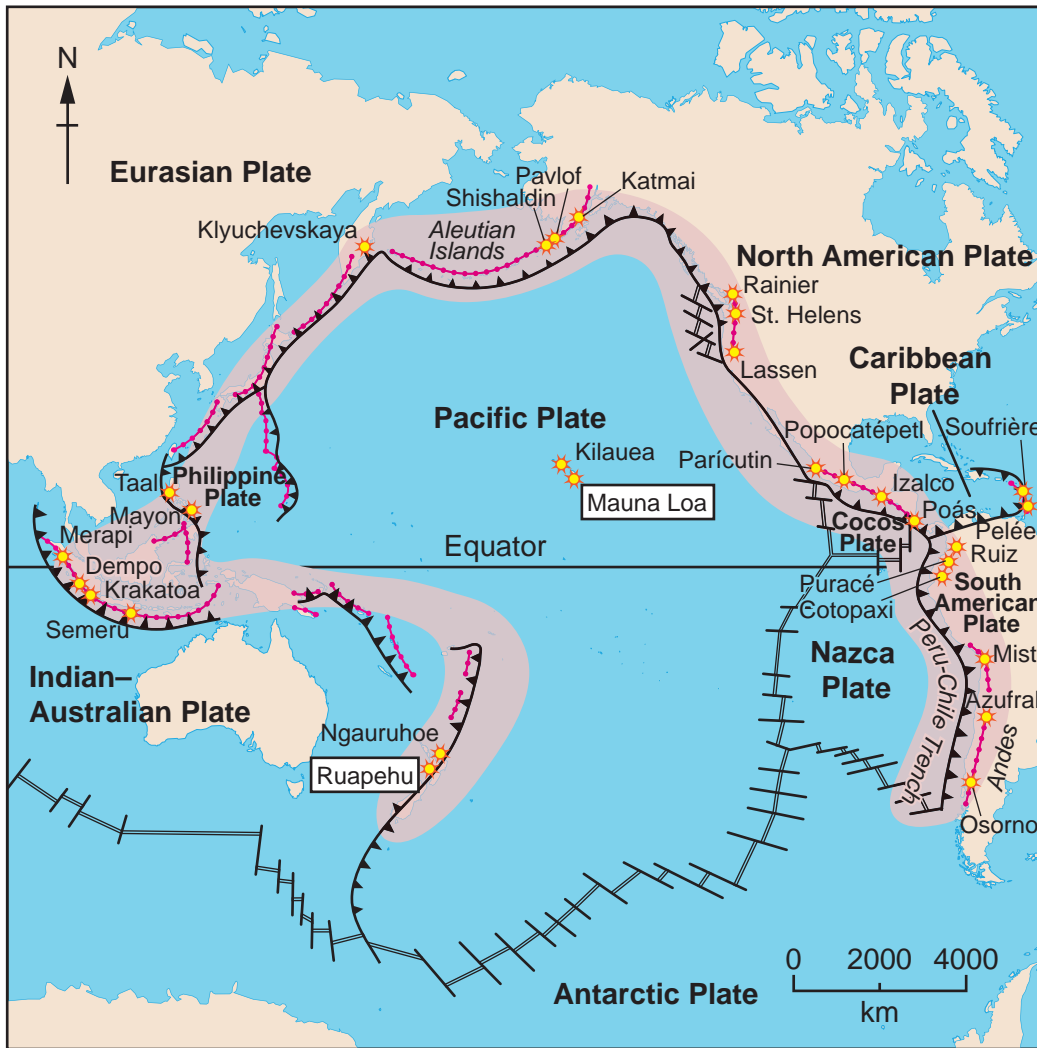 N
Eurasian Plate
Pavlof
Shishaldin
Katmai
Klyuchevskaya
Aleutian
Islands
North American Plate
Rainier
St. Helens
Lassen
Caribbean
Plate
Soufrière
Pacific Plate
Popocatépetl
Kilauea
Parícutin
Mauna Loa
Izalco
Taall
Philippine
Plate
Mayon
Poás
Merapi
Cocos
Plate
Pelée
Equator
Ruiz
Dempo
Krakatoa
Puracé
Cotopaxi
South
American
Plate
Semeru
Peru-Chile Trench
Nazca
Plate
Mist
Indian–
Australian Plate
Azufral
Ngauruhoe
Andes
Ruapehu
Osorno
0 2000 4000
km
Antarctic Plate